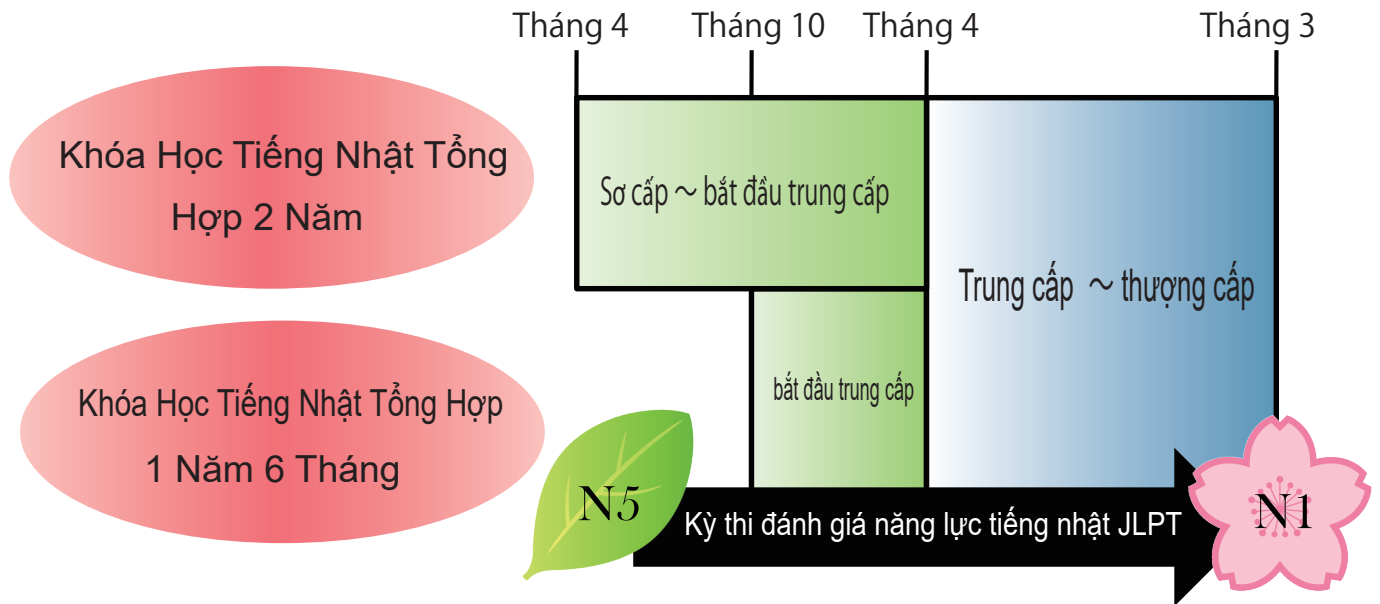 Tháng 4
Tháng 10
Tháng 4
Tháng 3
Khóa Học Tiếng Nhật Tổng
Hợp 2 Năm
Sơ cấp ～ bắt đầu trung cấp
Trung cấp ～ thượng cấp
Khóa Học Tiếng Nhật Tổng Hợp
1 Năm 6 Tháng
bắt đầu trung cấp
N5
Kỳ thi đánh giá năng lực tiếng nhật JLPT
N1